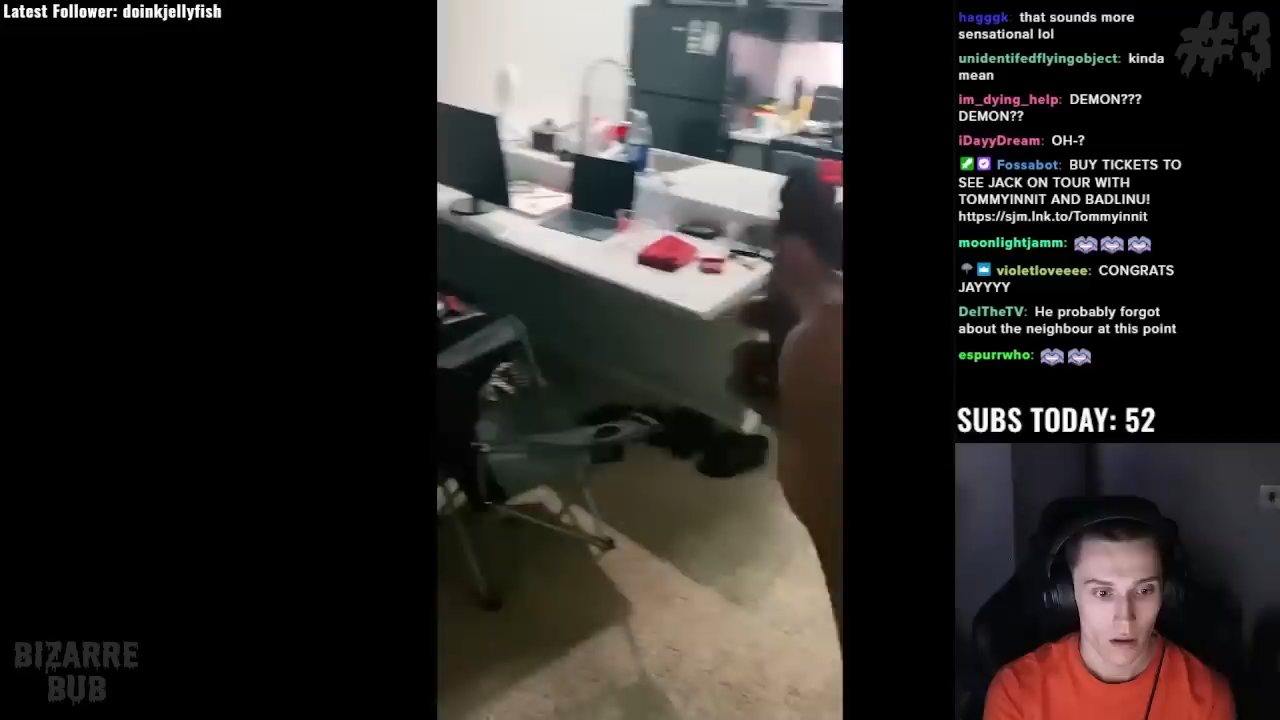 Latest Follower: doinkjellyfish
hagggk: that sounds more
sensational lol
unidentifedflyingobject: kinda
mean
im_dying_help: DEMON???
DEMON??
iDayyDream: OH-?
Fossabot: BUY TICKETS TO
SEE JACK ON TOUR WITH
TOMMYINNIT AND BADLINU!
https://sjm.lnk.to/Tommyinnit
moonlightjamm:
violetloveeee: CONGRATS
JAYYYY
DelTheTV: He probably forgot
about the neighbour at this point
espurrwho:
#3
SUBS TODAY: 52
BIZARRE
BUB